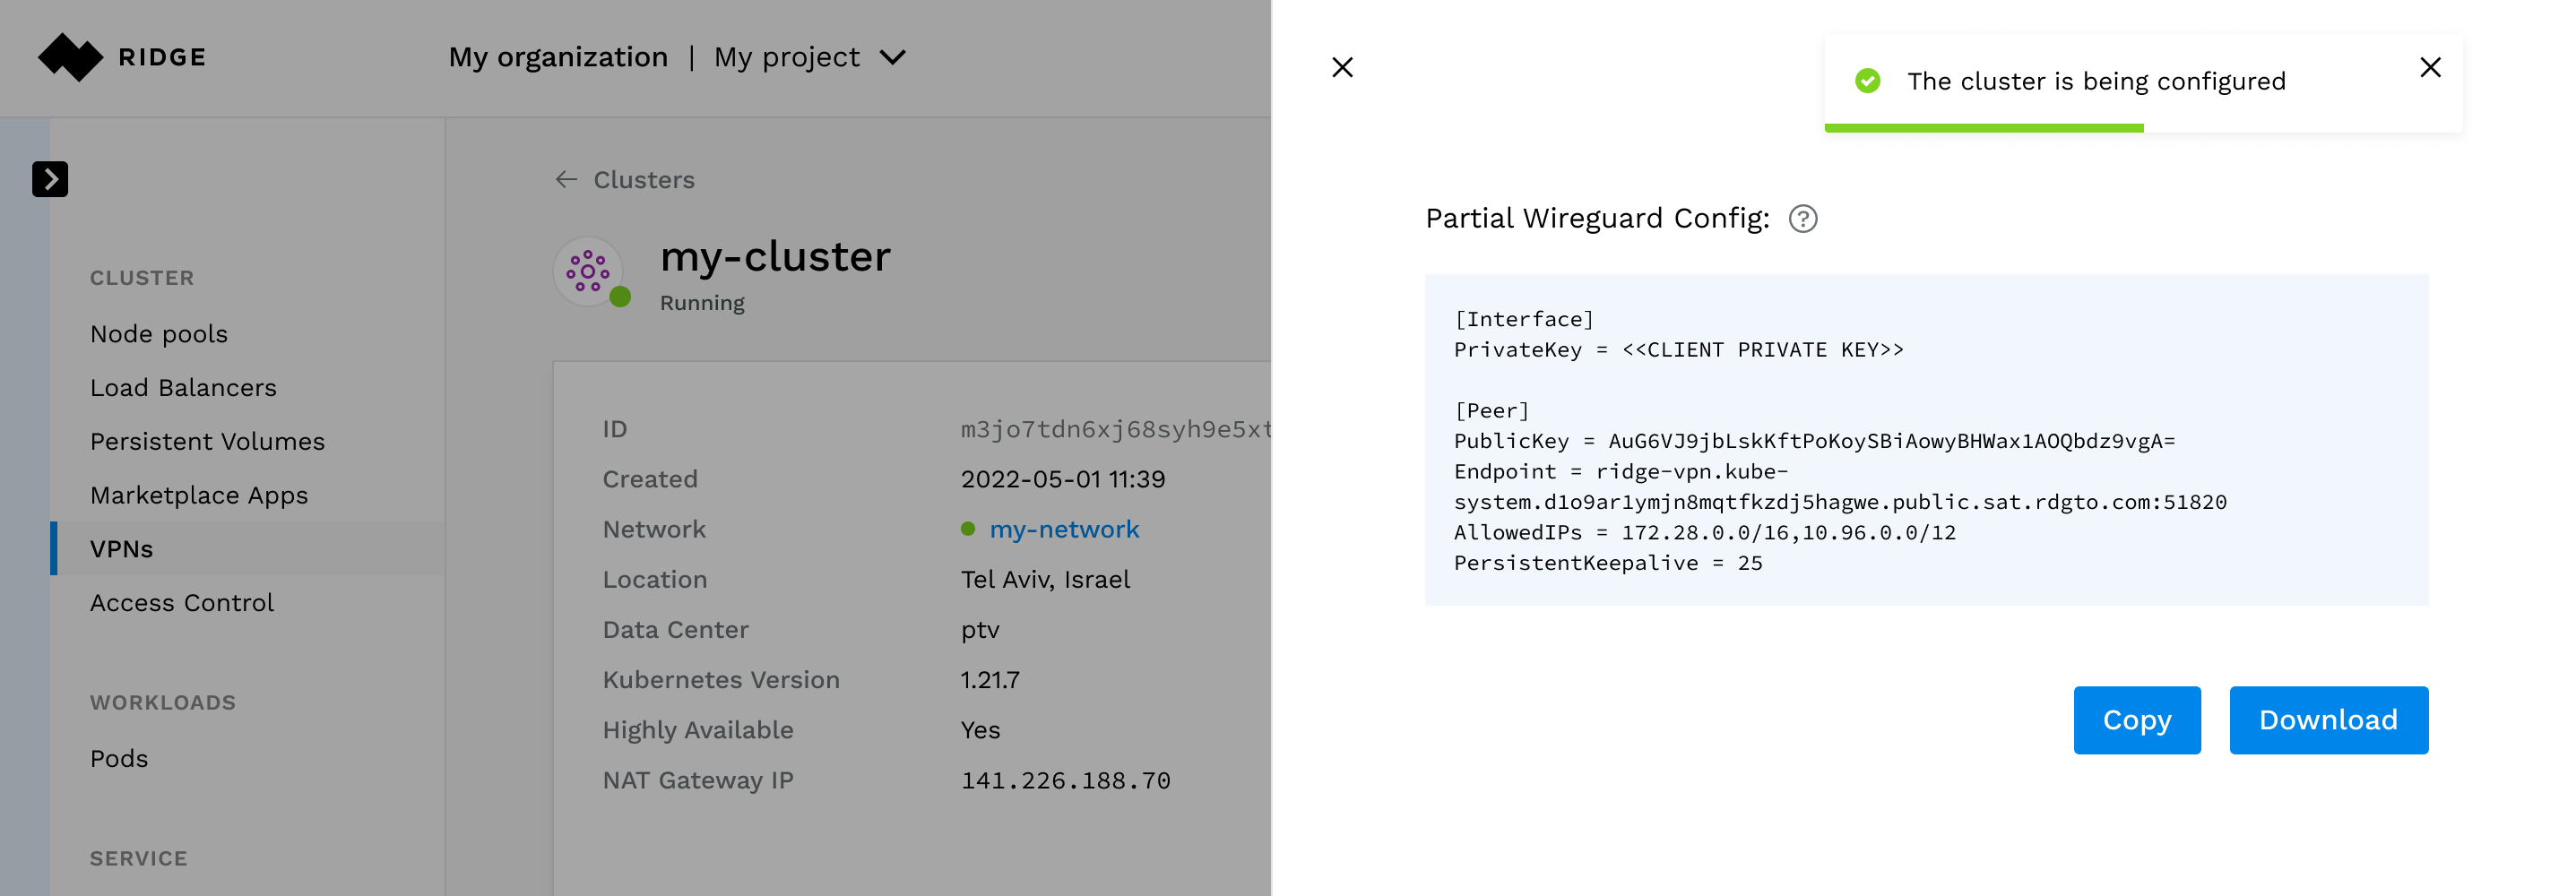 RIDGE
My organization | My project
The cluster is being configured
CLUSTER
Node pools
Load Balancers
Persistent Volumes
Marketplace Apps
VPNs
Access Control
WORKLOADS
Pods
SERVICE
Clusters
my-cluster
Running
ID m3jo7tdn6xj68syh9e5xt
Created 2022-05-01 11:39
Network my-network
Location Tel Aviv, Israel
Data Center ptv
Kubernetes Version 1.21.7
Highly Available Yes
NAT Gateway IP 141.226.188.70
Partial Wireguard Config:
[Interface]
PrivateKey = <<CLIENT PRIVATE KEY>>
[Peer]
PublicKey = AuG6VJ9jbLskKftPoKoySBiAowyBHWax1AOQbdz9vgA=
Endpoint = ridge-vpn.kube-
system.d1o9ar1ymjn8mqtfkzdj5hagwe.public.sat.rdgto.com:51820
AllowedIPs = 172.28.0.0/16,10.96.0.0/12
PersistentKeepalive = 25
Copy
Download